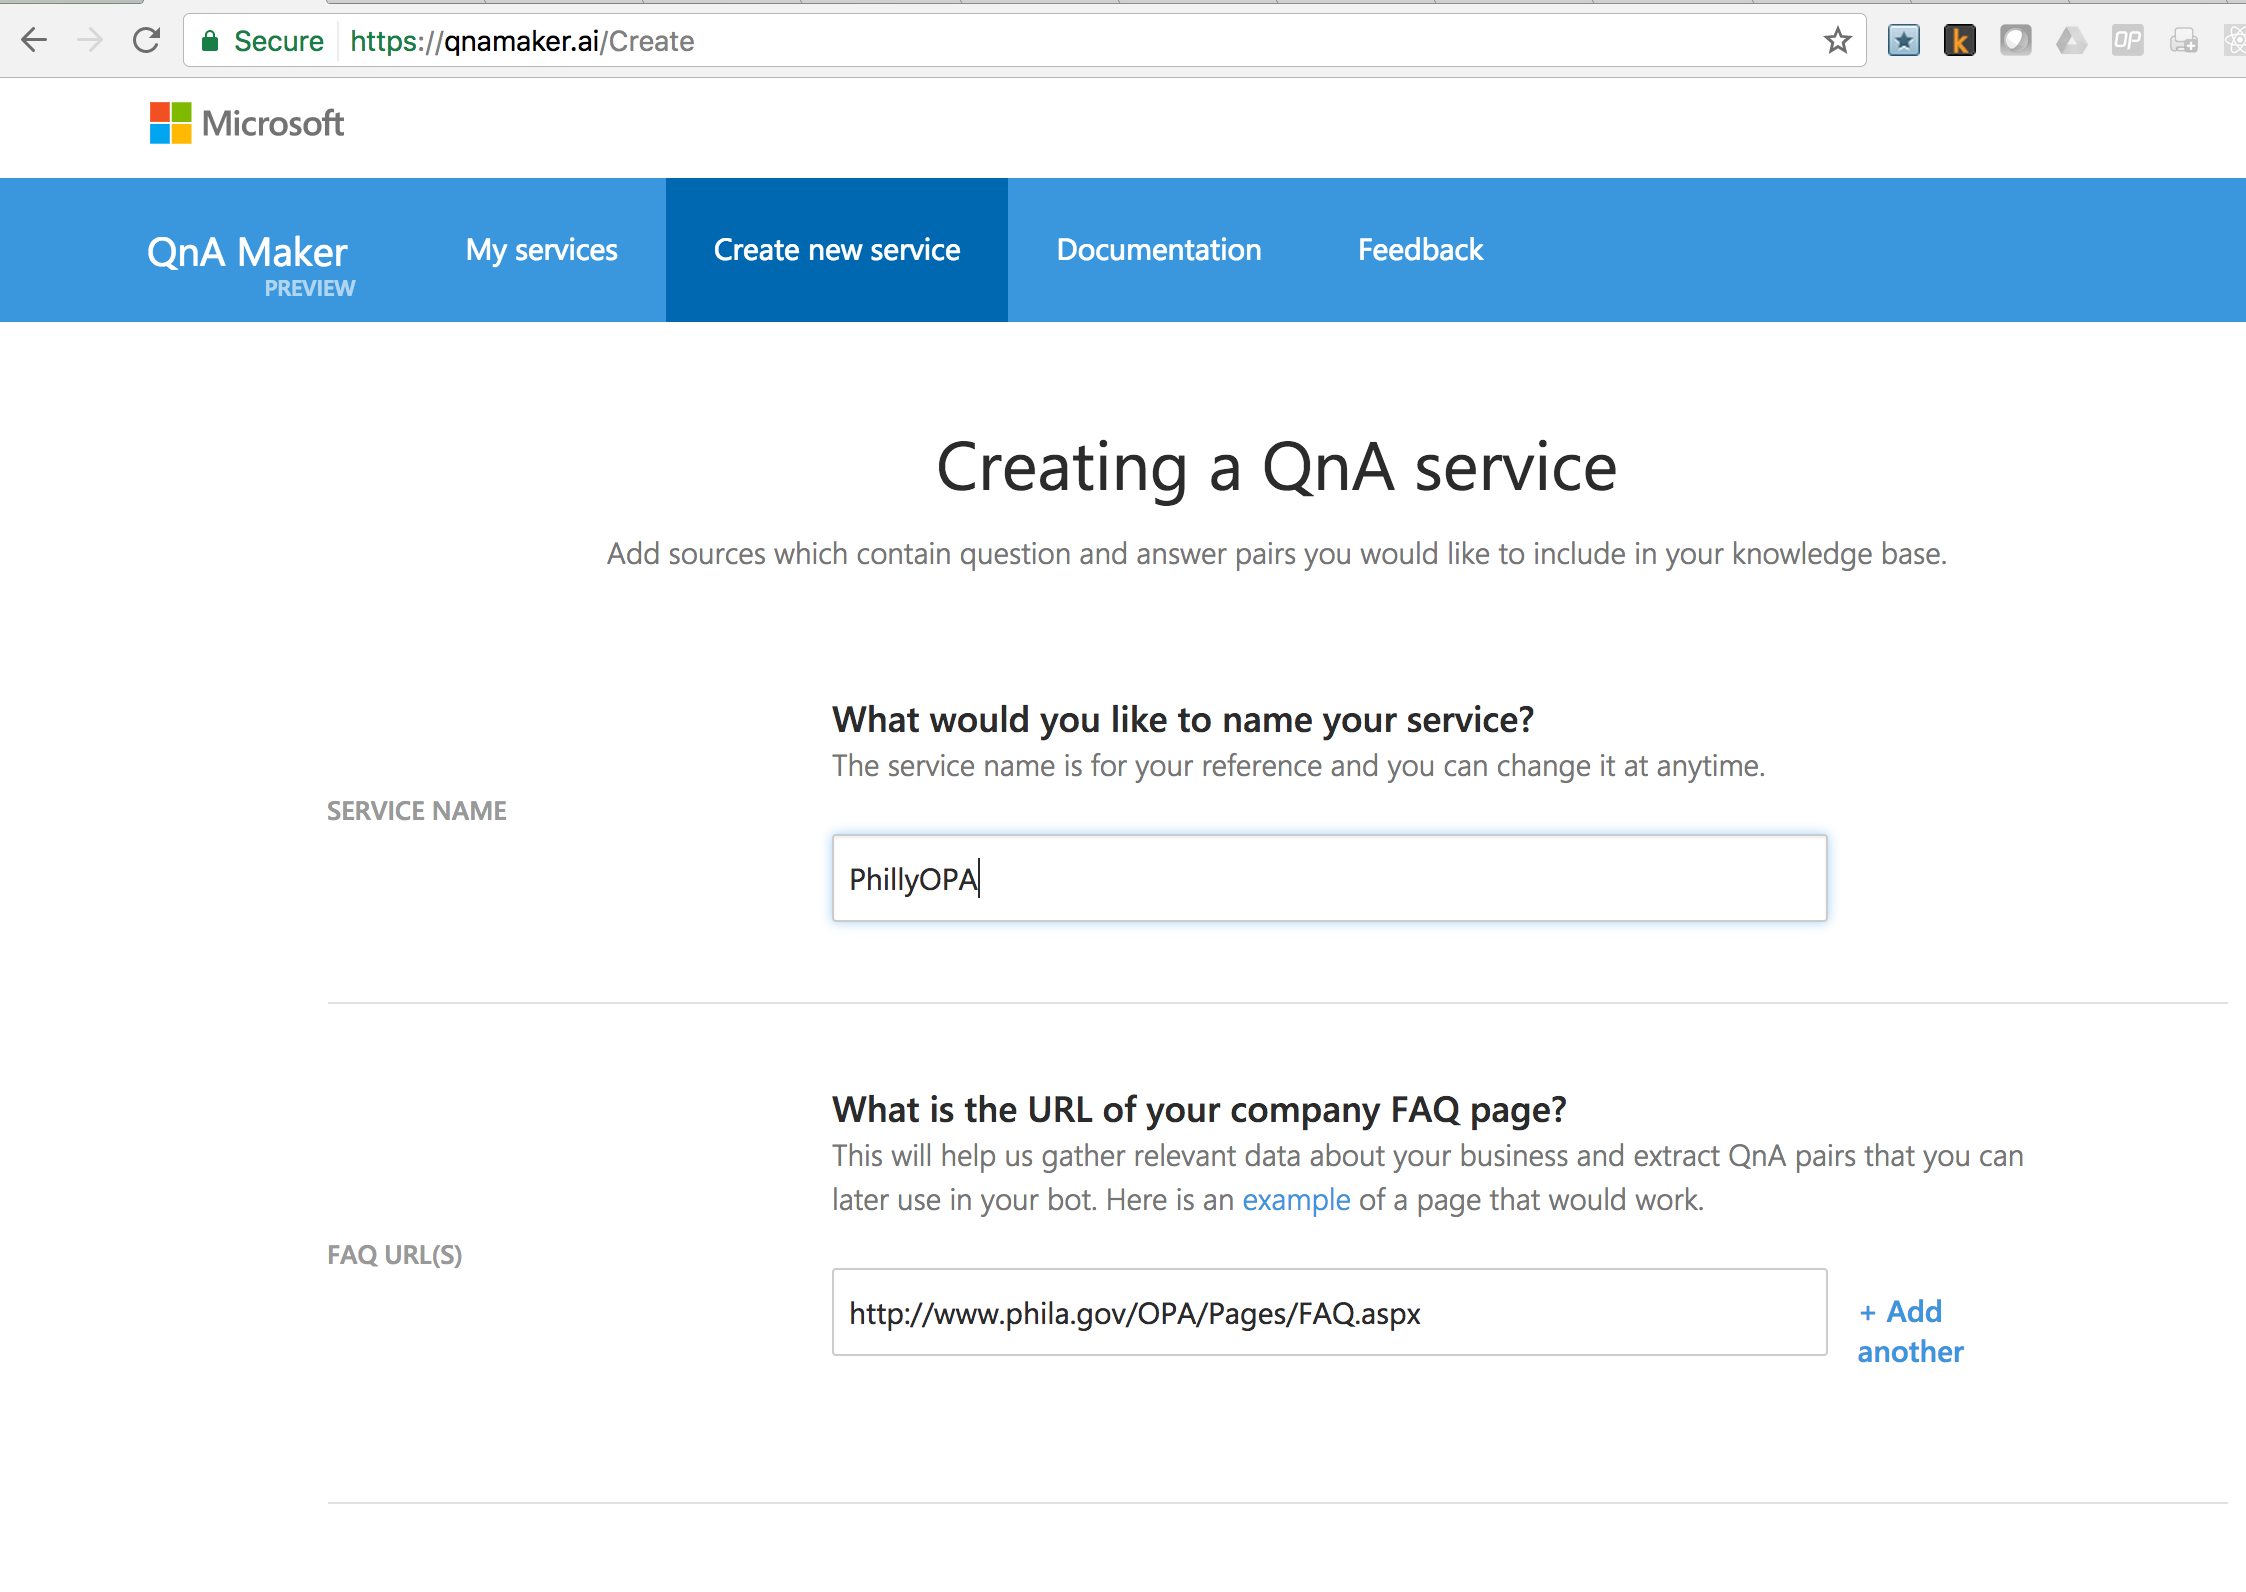 Secure https://qnamaker.ai/Create
k
OP
Microsoft
QnA Maker
PREVIEW
My services
Create new service
Documentation
Feedback
Creating a QnA service
Add sources which contain question and answer pairs you would like to include in your knowledge base.
What would you like to name your service?
The service name is for your reference and you can change it at anytime.
SERVICE NAME
PhillyOPA
What is the URL of your company FAQ page?
This will help us gather relevant data about your business and extract QnA pairs that you can
later use in your bot. Here is an example of a page that would work.
FAQ URL(S)
http://www.phila.gov/OPA/Pages/FAQ.aspx
+ Add
another